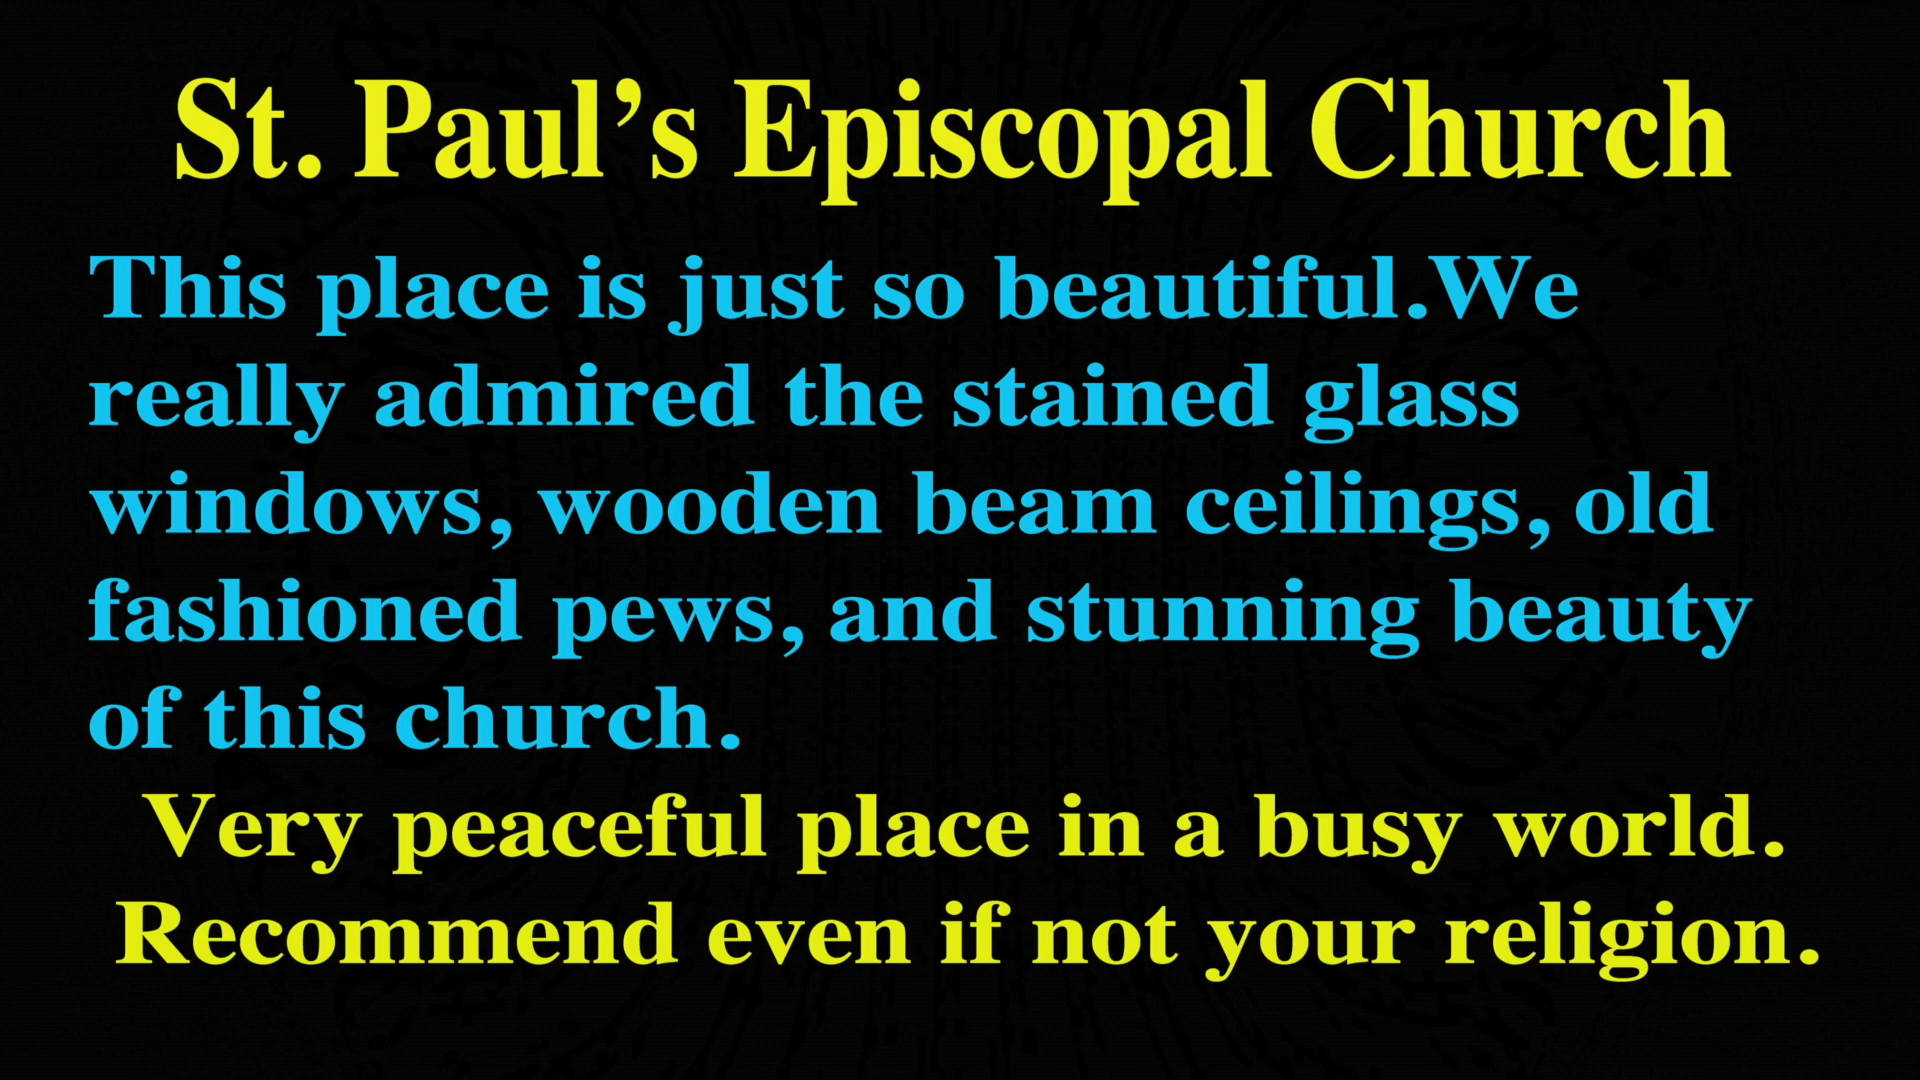 St. Paul’s Episcopal Church
This place is just so beautiful.We
really admired the stained glass
windows, wooden beam ceilings, old
fashioned pews, and stunning beauty
of this church.
Very peaceful place in a busy world.
Recommend even if not your religion.